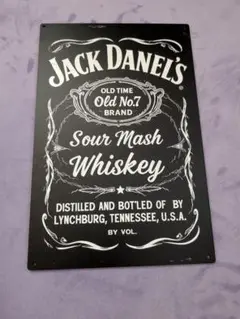 JACK DANEL'S
OLD TIME
Old No.7
BRAND
Sour Mash
Whiskey
DISTILLED AND BOT'LED OF BY
LYNCHBURG, TENNESSEE, U.S.A.
BY VOL.